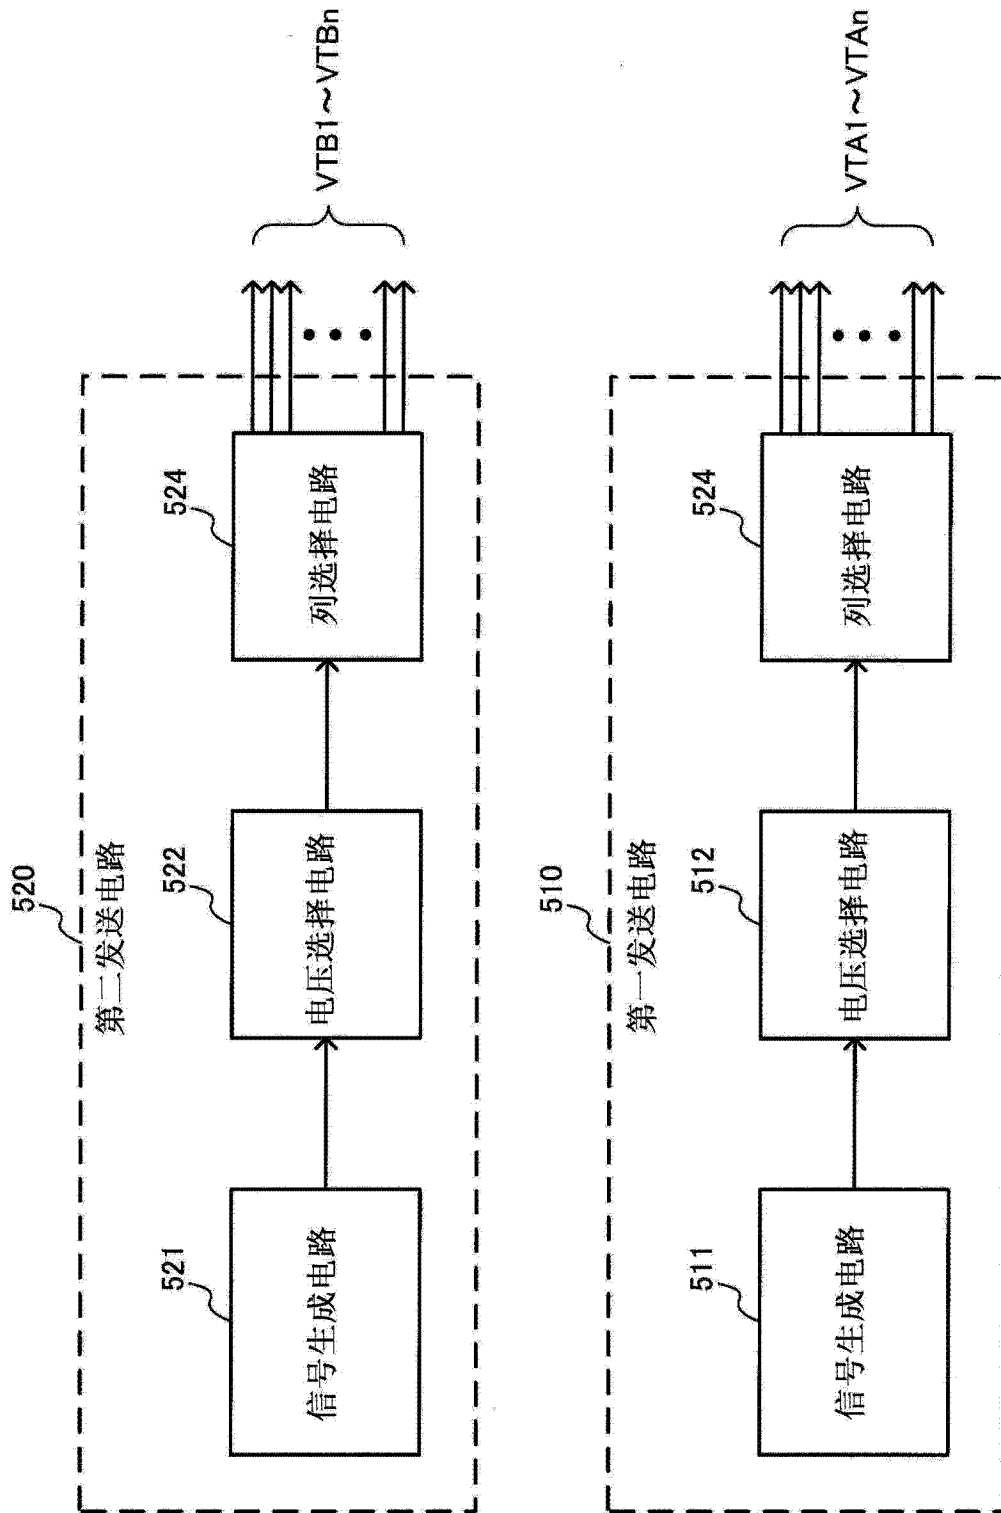 520
第二发送电路
521
信号生成电路
522
电压选择电路
524
列选择电路
VTB1～VTBn
510
第一发送电路
511
信号生成电路
512
电压选择电路
524
列选择电路
VTA1～VTAn